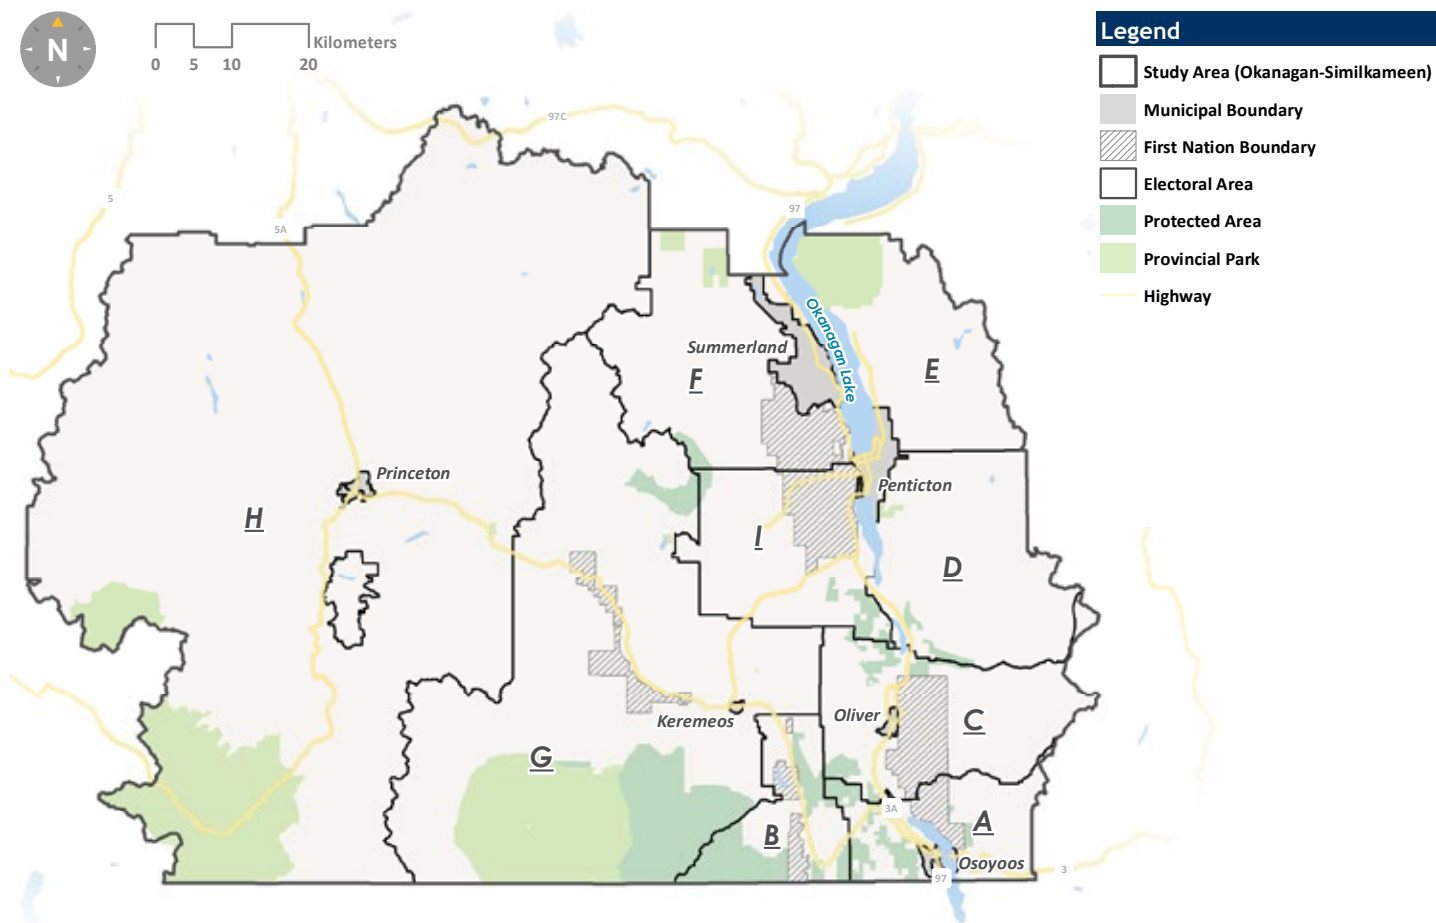 N
Kilometers
0 5 10 20
Legend
Study Area (Okanagan-Similkameen)
Municipal Boundary
First Nation Boundary
Electoral Area
Protected Area
Provincial Park
Highway
97C
5
97
5A
Okanagan Lake
Summerland
F
E
Princeton
Penticton
H
I
D
Keremeos
Oliver
C
G
3A
B
A
Osoyoos
3
97